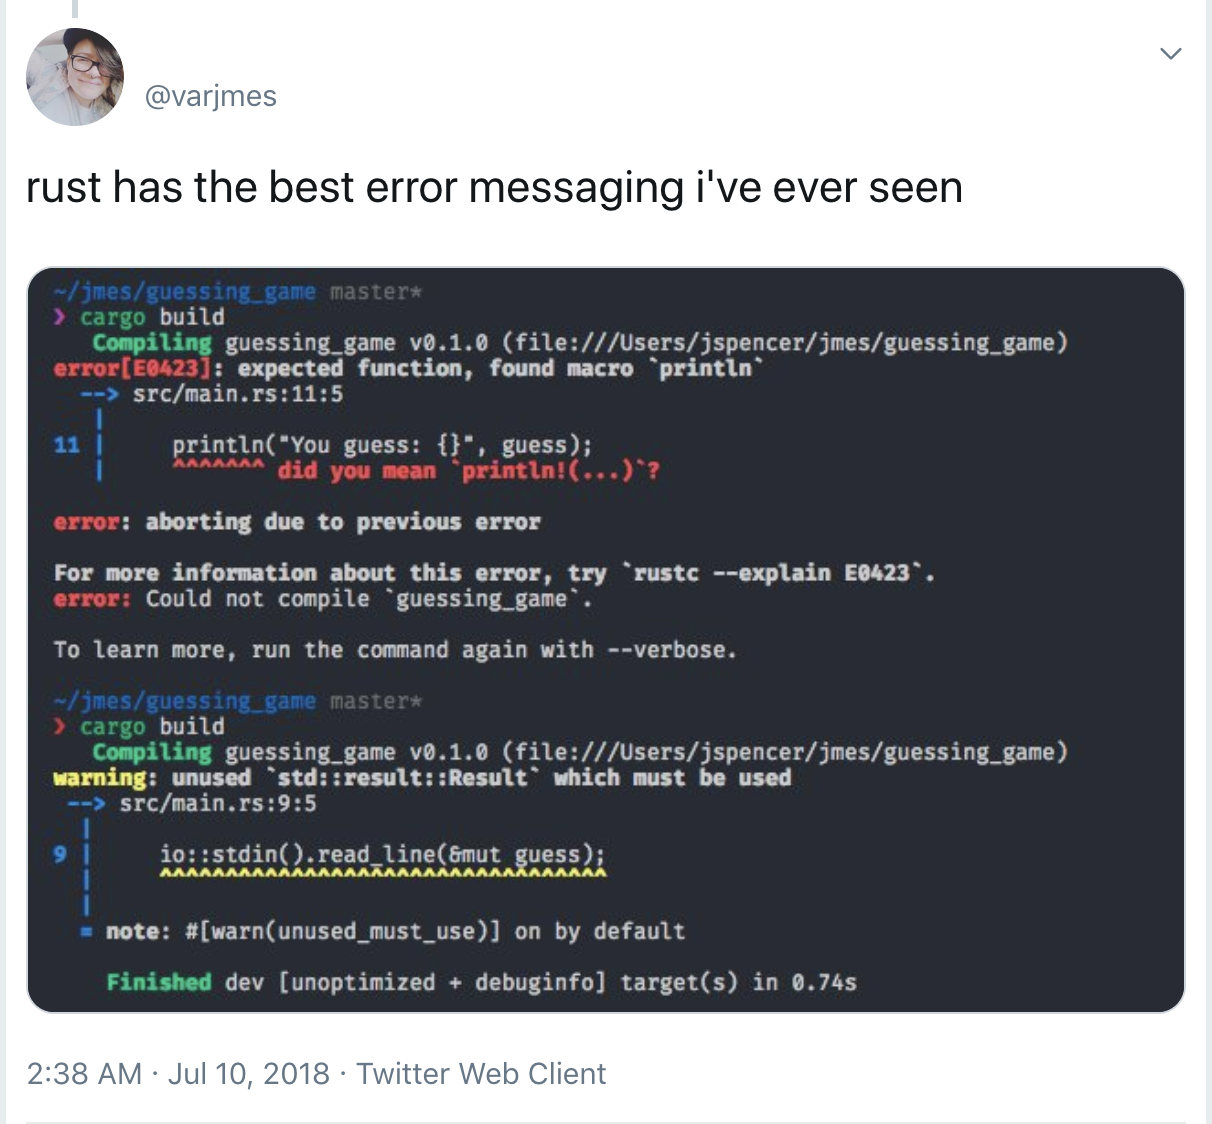 @varjmes
rust has the best error messaging i've ever seen
~/jmes/guessing_game master*
❯ cargo build
Compiling guessing_game v0.1.0 (file:///Users/jspencer/jmes/guessing_game)
error[E0423]: expected function, found macro `println`
--> src/main.rs:11:5
|
11 | println("You guess: {}", guess);
| ^^^^^^^ did you mean `println!(...)`?
error: aborting due to previous error
For more information about this error, try `rustc --explain E0423`.
error: Could not compile `guessing_game`.
To learn more, run the command again with --verbose.
~/jmes/guessing_game master*
❯ cargo build
Compiling guessing_game v0.1.0 (file:///Users/jspencer/jmes/guessing_game)
warning: unused `std::result::Result` which must be used
--> src/main.rs:9:5
|
9 | io::stdin().read_line(&mut guess);
| ^^^^^^^^^^^^^^^^^^^^^^^^^^^^^^^^^^
|
= note: #[warn(unused_must_use)] on by default
Finished dev [unoptimized + debuginfo] target(s) in 0.74s
2:38 AM · Jul 10, 2018 · Twitter Web Client